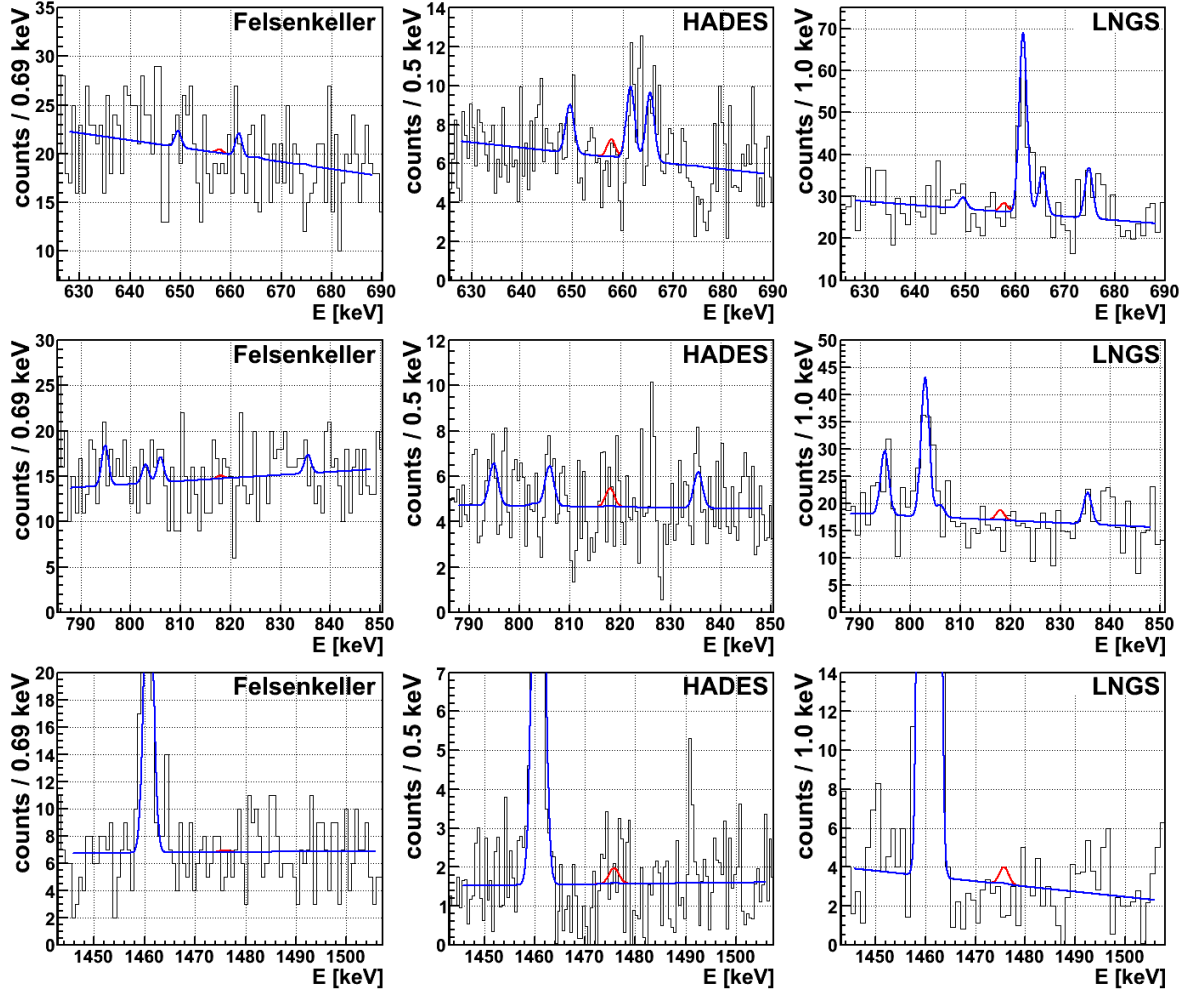 Felsenkeller
counts / 0.69 keV
35
30
25
20
15
10
630 640 650 660 670 680 690
E [keV]
HADES
counts / 0.5 keV
14
12
10
8
6
4
2
0
630 640 650 660 670 680 690
E [keV]
LNGS
counts / 1.0 keV
70
60
50
40
30
20
10
630 640 650 660 670 680 690
E [keV]
Felsenkeller
counts / 0.69 keV
30
25
20
15
10
5
0
790 800 810 820 830 840 850
E [keV]
HADES
counts / 0.5 keV
12
10
8
6
4
2
0
790 800 810 820 830 840 850
E [keV]
LNGS
counts / 1.0 keV
50
45
40
35
30
25
20
15
10
5
0
790 800 810 820 830 840 850
E [keV]
Felsenkeller
counts / 0.69 keV
20
18
16
14
12
10
8
6
4
2
0
1450 1460 1470 1480 1490 1500
E [keV]
HADES
counts / 0.5 keV
7
6
5
4
3
2
1
0
1450 1460 1470 1480 1490 1500
E [keV]
LNGS
counts / 1.0 keV
14
12
10
8
6
4
2
0
1450 1460 1470 1480 1490 1500
E [keV]